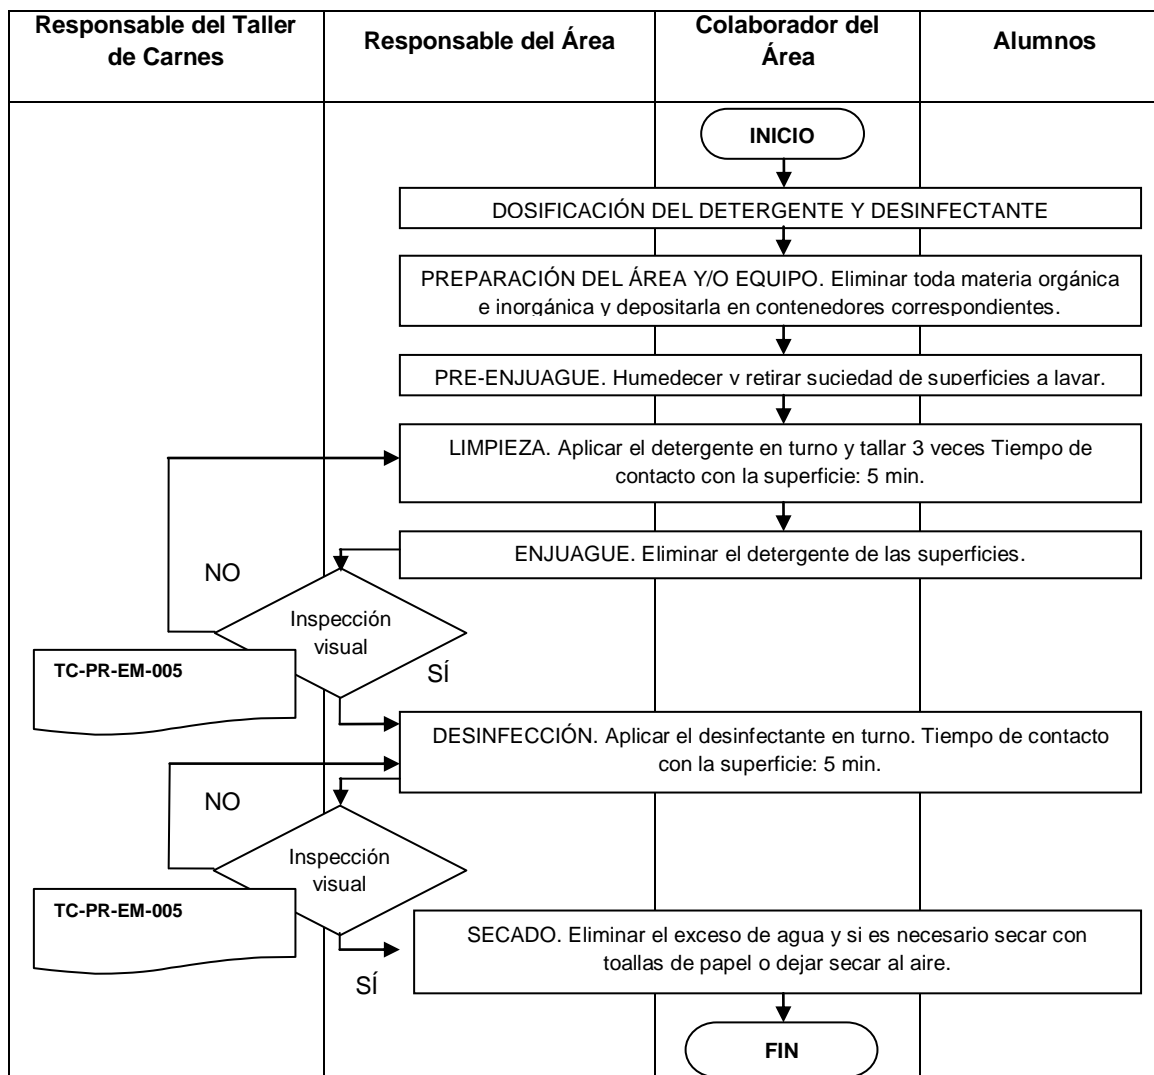 Responsable del Taller
de Carnes
Responsable del Área
Colaborador del
Área
Alumnos
INICIO
DOSIFICACIÓN DEL DETERGENTE Y DESINFECTANTE
PREPARACIÓN DEL ÁREA Y/O EQUIPO. Eliminar toda materia orgánica
e inorgánica y depositarla en contenedores correspondientes.
PRE-ENJUAGUE. Humedecer y retirar suciedad de superficies a lavar.
LIMPIEZA. Aplicar el detergente en turno y tallar 3 veces Tiempo de
contacto con la superficie: 5 min.
ENJUAGUE. Eliminar el detergente de las superficies.
NO
Inspección
visual
SÍ
TC-PR-EM-005
DESINFECCIÓN. Aplicar el desinfectante en turno. Tiempo de contacto
con la superficie: 5 min.
NO
Inspección
visual
TC-PR-EM-005
SECADO. Eliminar el exceso de agua y si es necesario secar con
toallas de papel o dejar secar al aire.
SÍ
FIN